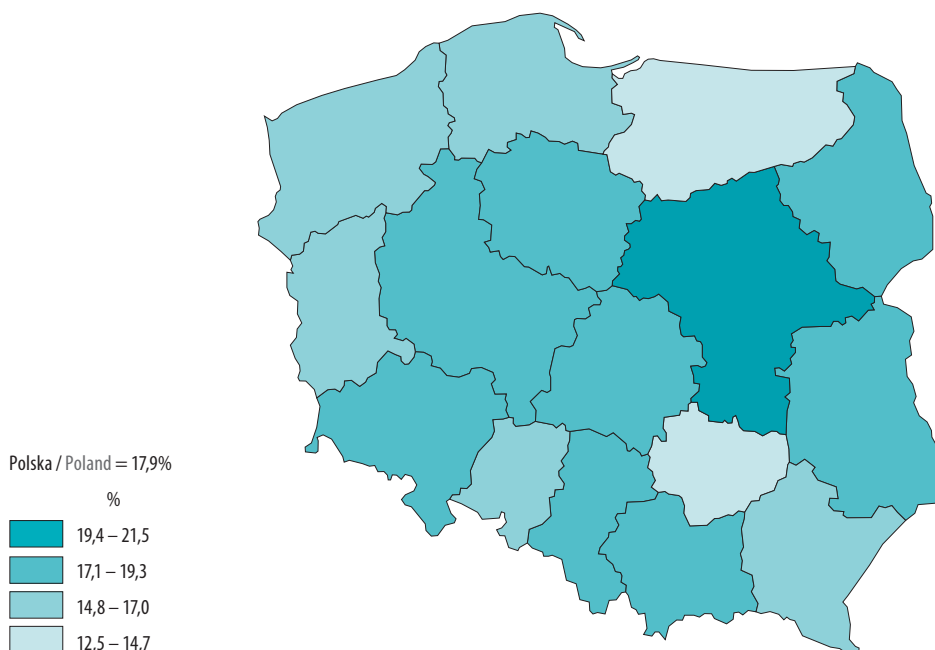 Polska / Poland = 17,9%
%
19,4 – 21,5
17,1 – 19,3
14,8 – 17,0
12,5 – 14,7